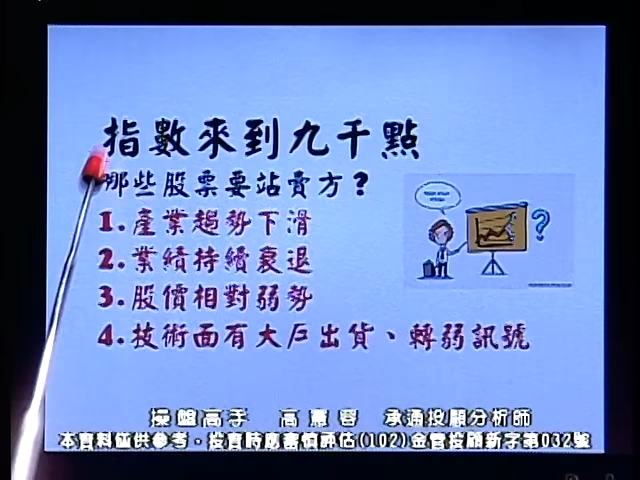 指數來到九千點
那些股票要站賣方?
1.產業趨勢下滑
2.業績持續衰退
3.股價相對弱勢
4.技術面有大戶出貨、轉弱訊號
操盤高手 高憲容 承通投顧分析師
本資料僅供參考,投資時應審慎評估(102)金管投顧新字第032號